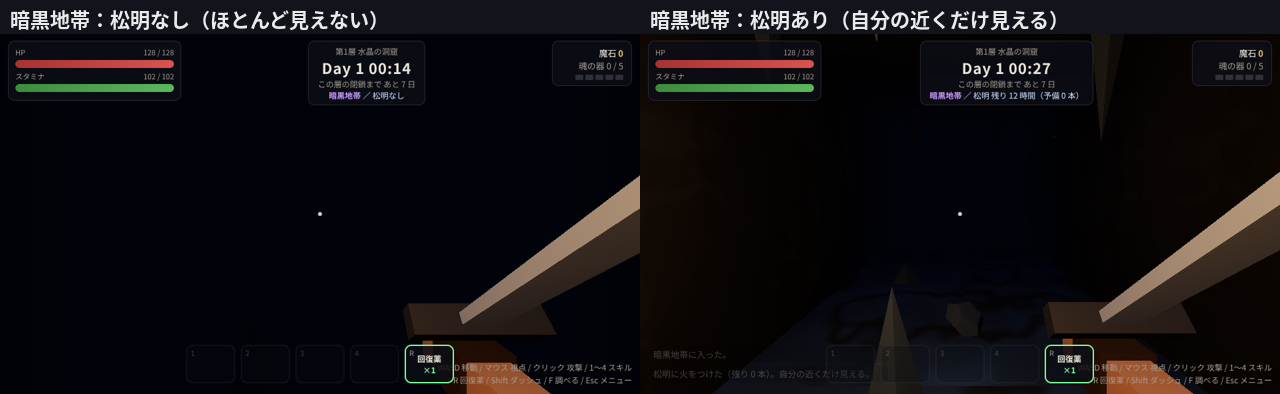 暗黒地帯：松明なし（ほとんど見えない）
HP 128 / 128
スタミナ 102 / 102
第1層 水晶の洞窟
Day 1 00:14
この層の閉鎖まで あと 7 日
暗黒地帯 ／ 松明なし
魔石 0
魂の器 0 / 5
1
2
3
4
R
回復薬
×1
D 移動 / マウス 視点 / クリック 攻撃 / 1〜4 スキル
R 回復薬 / Shift ダッシュ / F 調べる / Esc メニュー
暗黒地帯：松明あり（自分の近くだけ見える）
HP 128 / 128
スタミナ 102 / 102
第1層 水晶の洞窟
Day 1 00:27
この層の閉鎖まで あと 7 日
暗黒地帯 ／ 松明 残り 12 時間（予備 0 本）
魔石 0
魂の器 0 / 5
暗黒地帯に入った。
松明に火をつけた（残り 0 本）。自分の近くだけ見える。
1
2
3
4
R
回復薬
×1
D 移動 / マウス 視点 / クリック 攻撃 / 1〜4 スキル
R 回復薬 / Shift ダッシュ / F 調べる / Esc メニュー